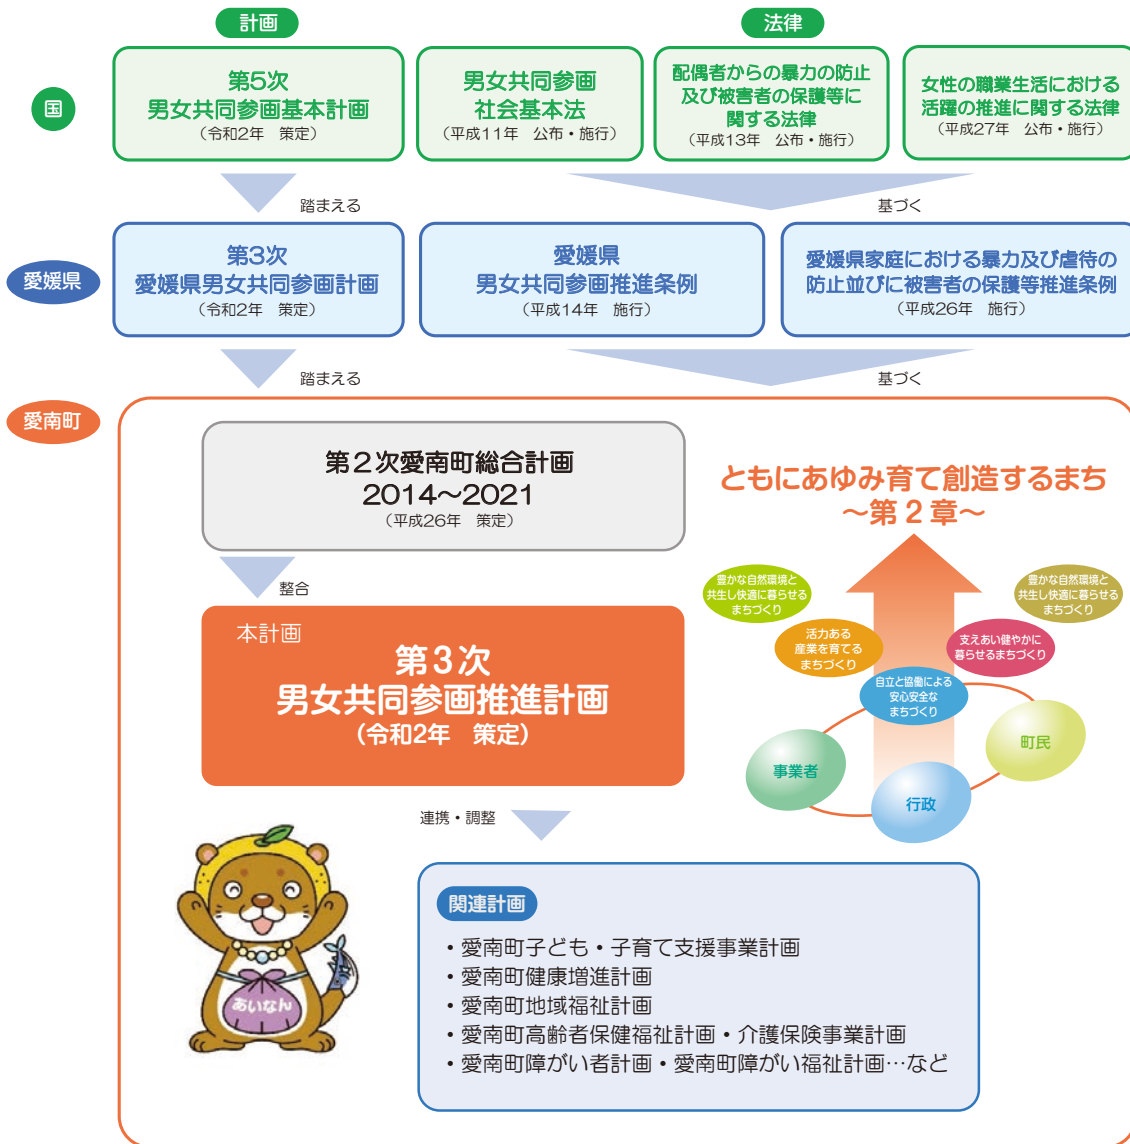 計画
法律
国
第5次
男女共同参画基本計画
（令和2年　策定）
男女共同参画
社会基本法
（平成11年　公布・施行）
配偶者からの暴力の防止
及び被害者の保護等に
関する法律
（平成13年　公布・施行）
女性の職業生活における
活躍の推進に関する法律
（平成27年　公布・施行）
踏まえる
基づく
愛媛県
第3次
愛媛県男女共同参画計画
（令和2年　策定）
愛媛県
男女共同参画推進条例
（平成14年　施行）
愛媛県家庭における暴力及び虐待の
防止並びに被害者の保護等推進条例
（平成26年　施行）
踏まえる
基づく
愛南町
第２次愛南町総合計画
2014～2021
（平成26年　策定）
整合
本計画
第3次
男女共同参画推進計画
（令和2年　策定）
ともにあゆみ育て創造するまち
～第２章～
豊かな自然環境と
共生し快適に暮らせる
まちづくり
豊かな自然環境と
共生し快適に暮らせる
まちづくり
活力ある
産業を育てる
まちづくり
支えあい健やかに
暮らせるまちづくり
自立と協働による
安心安全な
まちづくり
事業者
行政
町民
連携・調整
あいなん
関連計画
・愛南町子ども・子育て支援事業計画
・愛南町健康増進計画
・愛南町地域福祉計画
・愛南町高齢者保健福祉計画・介護保険事業計画
・愛南町障がい者計画・愛南町障がい福祉計画…など